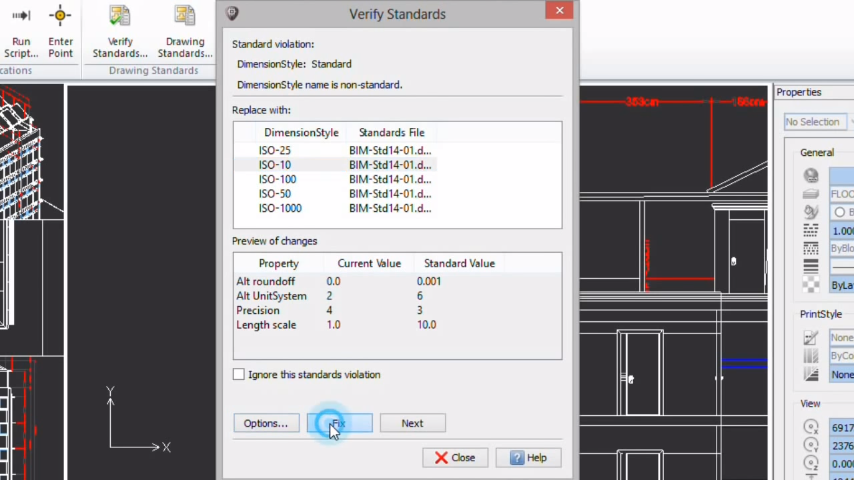 Verify Standards
Run
Script...
Enter
Point
Verify
Standards...
Drawing
Standards...
cations
Drawing Standards
Standard violation:
DimensionStyle: Standard
DimensionStyle name is non-standard.
Replace with:
DimensionStyle Standards File
ISO-25 BIM-Std14-01.d...
ISO-10 BIM-Std14-01.d...
ISO-100 BIM-Std14-01.d...
ISO-50 BIM-Std14-01.d...
ISO-1000 BIM-Std14-01.d...
Preview of changes
Property Current Value Standard Value
Alt roundoff 0.0 0.001
Alt UnitSystem 2 6
Precision 4 3
Length scale 1.0 10.0
Ignore this standards violation
Options... Fix Next
Close Help
Y
X
353cm
Properties
No Selection
General
FLOO
B
1.000
ByBlo
ByLa
PrintStyle
None
ByCo
None
View
6917
2376
0.000